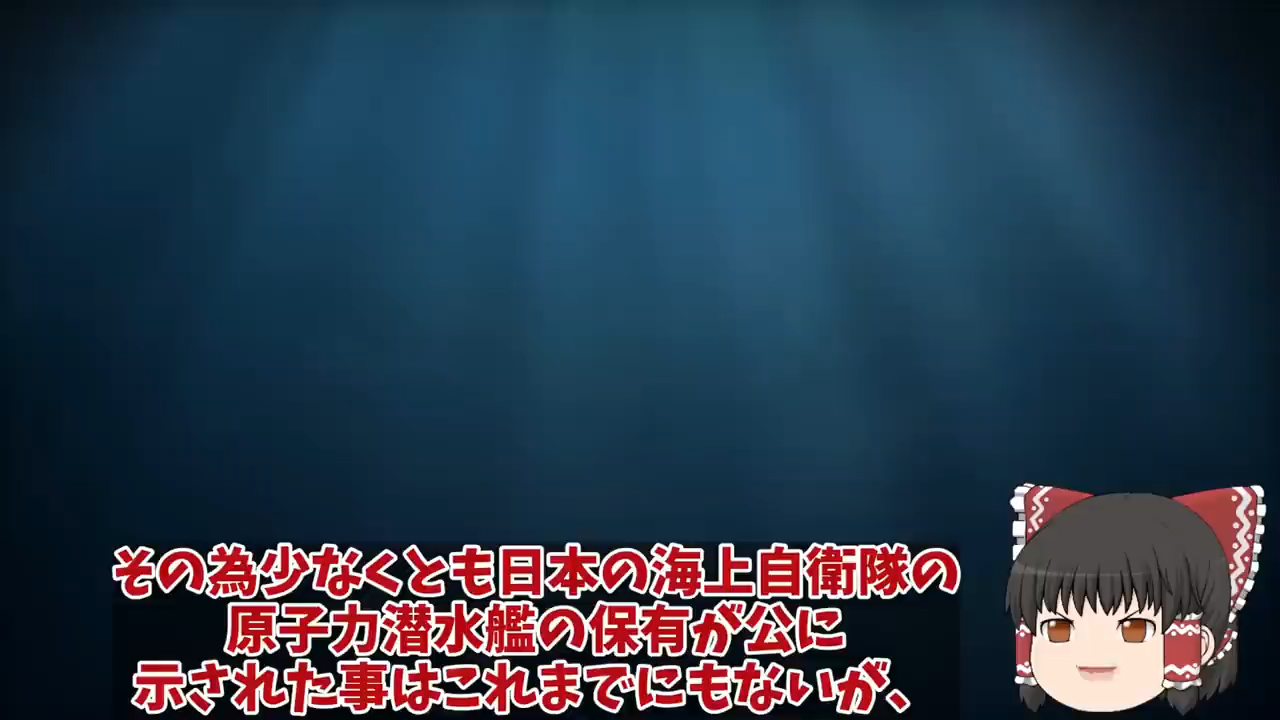 その為少なくとも日本の海上自衛隊の
原子力潜水艦の保有が公に
示された事はこれまでにもないが、